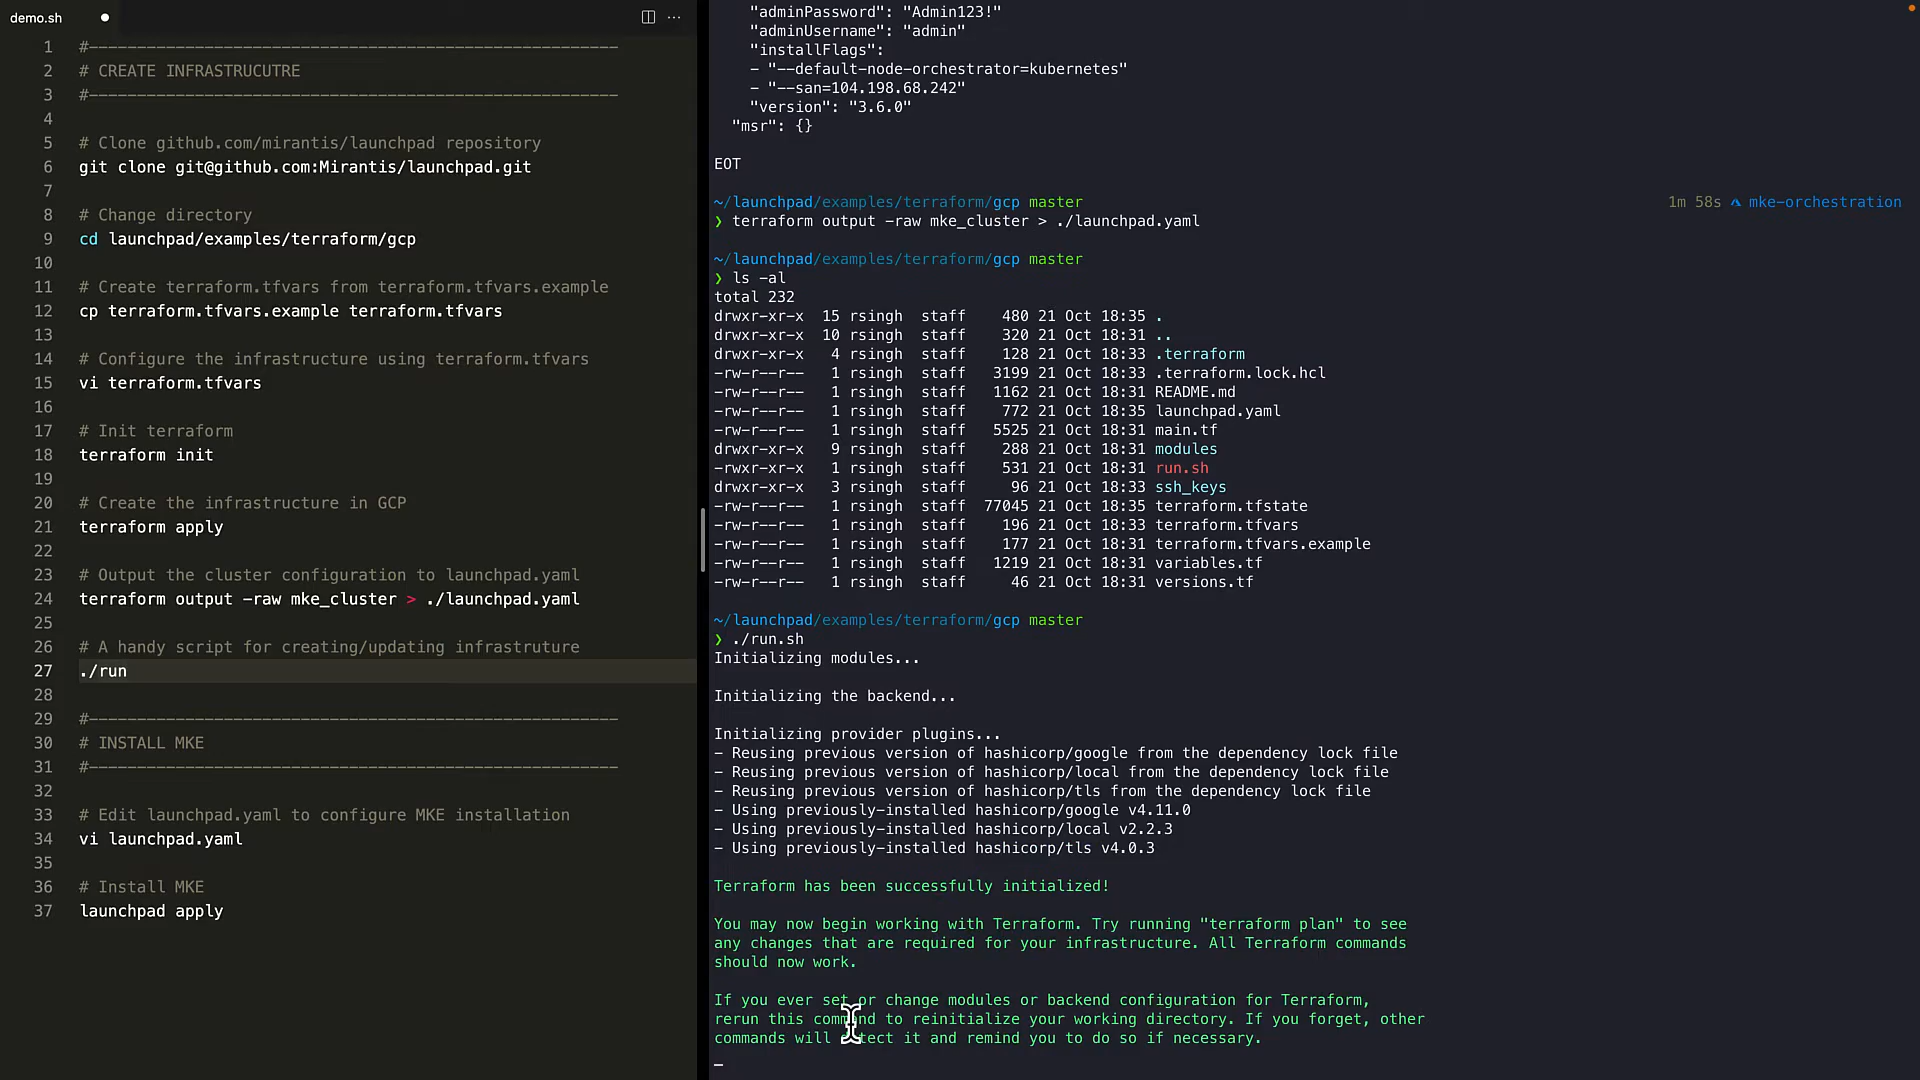 demo.sh
1 #-------------------------------------------------------
2 # CREATE INFRASTRUCUTRE
3 #-------------------------------------------------------
4
5 # Clone github.com/mirantis/launchpad repository
6 git clone git@github.com:Mirantis/launchpad.git
7
8 # Change directory
9 cd launchpad/examples/terraform/gcp
10
11 # Create terraform.tfvars from terraform.tfvars.example
12 cp terraform.tfvars.example terraform.tfvars
13
14 # Configure the infrastructure using terraform.tfvars
15 vi terraform.tfvars
16
17 # Init terraform
18 terraform init
19
20 # Create the infrastructure in GCP
21 terraform apply
22
23 # Output the cluster configuration to launchpad.yaml
24 terraform output -raw mke_cluster > ./launchpad.yaml
25
26 # A handy script for creating/updating infrastruture
27 ./run
28
29 #-------------------------------------------------------
30 # INSTALL MKE
31 #-------------------------------------------------------
32
33 # Edit launchpad.yaml to configure MKE installation
34 vi launchpad.yaml
35
36 # Install MKE
37 launchpad apply
"adminPassword": "Admin123!"
"adminUsername": "admin"
"installFlags":
- "--default-node-orchestrator=kubernetes"
- "--san=104.198.68.242"
"version": "3.6.0"
"msr": {}
EOT
~/launchpad/examples/terraform/gcp master 1m 58s mke-orchestration
❯ terraform output -raw mke_cluster > ./launchpad.yaml
~/launchpad/examples/terraform/gcp master
❯ ls -al
total 232
drwxr-xr-x 15 rsingh staff 480 21 Oct 18:35 .
drwxr-xr-x 10 rsingh staff 320 21 Oct 18:31 ..
drwxr-xr-x 4 rsingh staff 128 21 Oct 18:33 .terraform
-rw-r--r-- 1 rsingh staff 3199 21 Oct 18:33 .terraform.lock.hcl
-rw-r--r-- 1 rsingh staff 1162 21 Oct 18:31 README.md
-rw-r--r-- 1 rsingh staff 772 21 Oct 18:35 launchpad.yaml
-rw-r--r-- 1 rsingh staff 5525 21 Oct 18:31 main.tf
drwxr-xr-x 9 rsingh staff 288 21 Oct 18:31 modules
-rwxr-xr-x 1 rsingh staff 531 21 Oct 18:31 run.sh
drwxr-xr-x 3 rsingh staff 96 21 Oct 18:33 ssh_keys
-rw-r--r-- 1 rsingh staff 77045 21 Oct 18:35 terraform.tfstate
-rw-r--r-- 1 rsingh staff 196 21 Oct 18:33 terraform.tfvars
-rw-r--r-- 1 rsingh staff 177 21 Oct 18:31 terraform.tfvars.example
-rw-r--r-- 1 rsingh staff 1219 21 Oct 18:31 variables.tf
-rw-r--r-- 1 rsingh staff 46 21 Oct 18:31 versions.tf
~/launchpad/examples/terraform/gcp master
❯ ./run.sh
Initializing modules...
Initializing the backend...
Initializing provider plugins...
- Reusing previous version of hashicorp/google from the dependency lock file
- Reusing previous version of hashicorp/local from the dependency lock file
- Reusing previous version of hashicorp/tls from the dependency lock file
- Using previously-installed hashicorp/google v4.11.0
- Using previously-installed hashicorp/local v2.2.3
- Using previously-installed hashicorp/tls v4.0.3
Terraform has been successfully initialized!
You may now begin working with Terraform. Try running "terraform plan" to see
any changes that are required for your infrastructure. All Terraform commands
should now work.
If you ever set or change modules or backend configuration for Terraform,
rerun this command to reinitialize your working directory. If you forget, other
commands will detect it and remind you to do so if necessary.